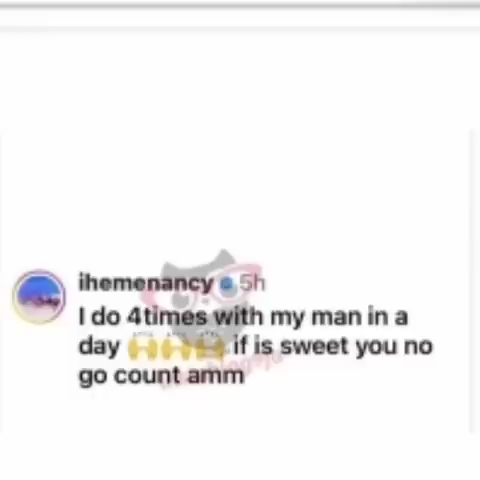 ihemenancy 5h
I do 4times with my man in a
day 🙌🙌🙌 if is sweet you no
go count amm